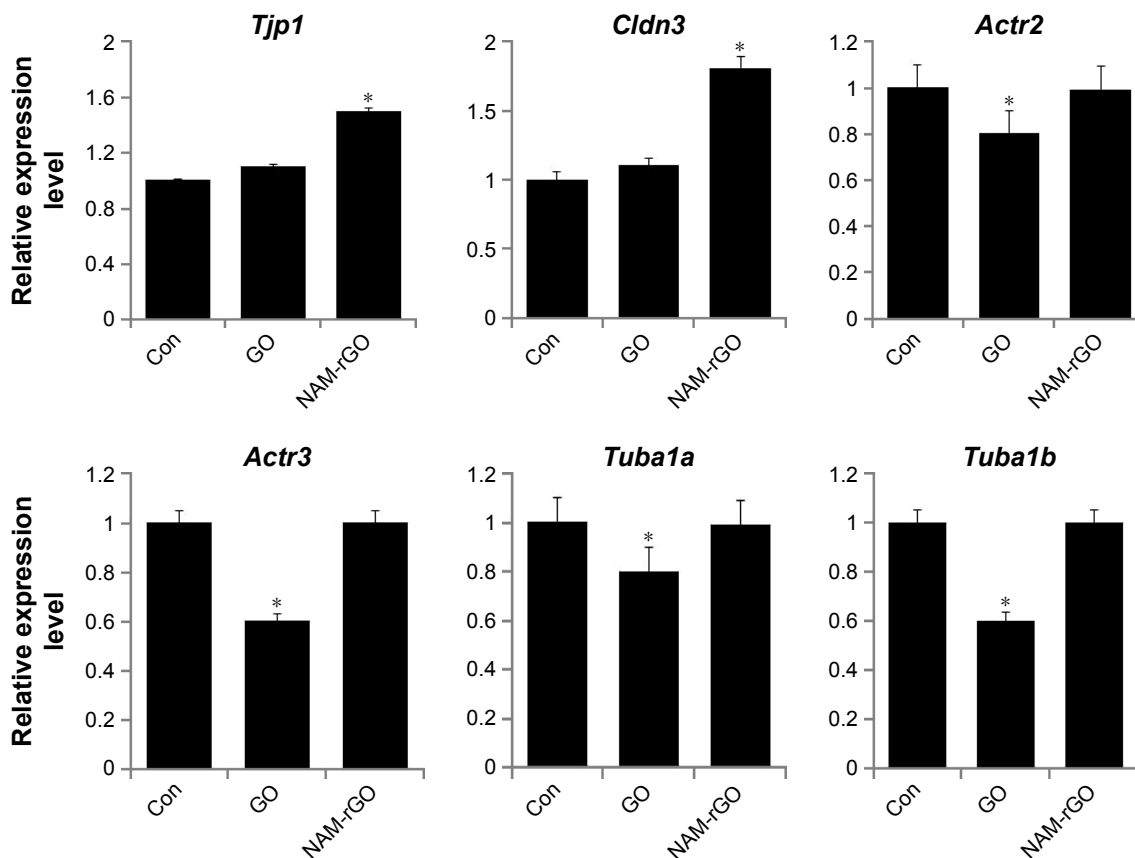 Tjp1
Cldn3
Actr2
Relative expression
level
2
1.6
1.2
0.8
0.4
0
*
Con
GO
NAM-rGO
2
1.5
1
0.5
0
*
Con
GO
NAM-rGO
1.2
1
0.8
0.6
0.4
0.2
0
*
Con
GO
NAM-rGO
Actr3
Tuba1a
Tuba1b
Relative expression
level
1.2
1
0.8
0.6
0.4
0.2
0
*
Con
GO
NAM-rGO
1.2
1
0.8
0.6
0.4
0.2
0
*
Con
GO
NAM-rGO
1.2
1
0.8
0.6
0.4
0.2
0
*
Con
GO
NAM-rGO